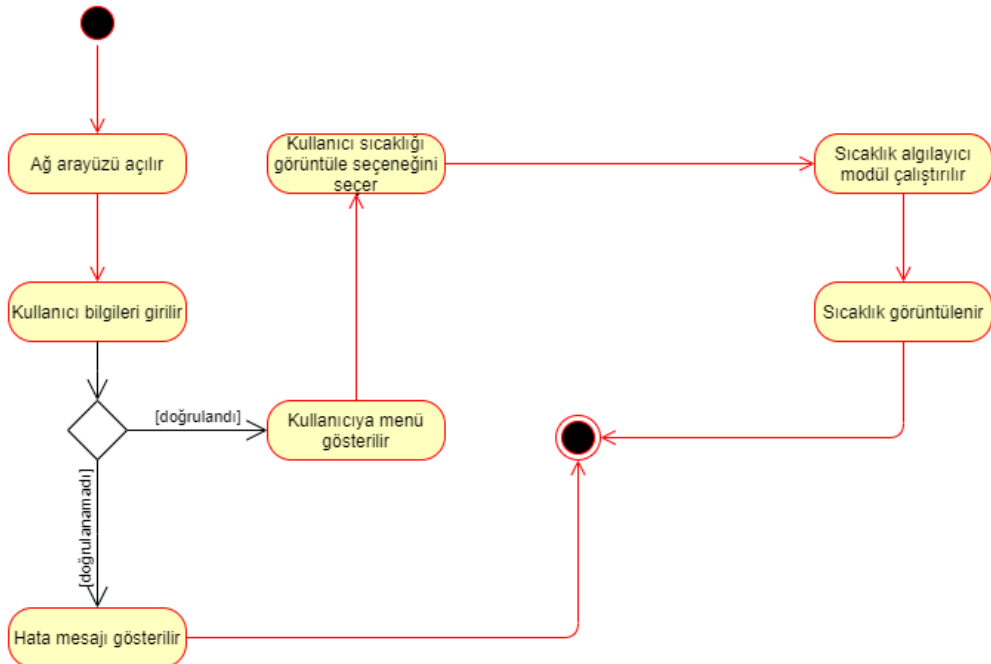 Ağ arayüzü açılır
Kullanıcı bilgileri girilir
[doğrulandı]
[doğrulanamadı]
Hata mesajı gösterilir
Kullanıcıya menü
gösterilir
Kullanıcı sıcaklığı
görüntüle seçeneğini
seçer
Sıcaklık algılayıcı
modül çalıştırılır
Sıcaklık görüntülenir